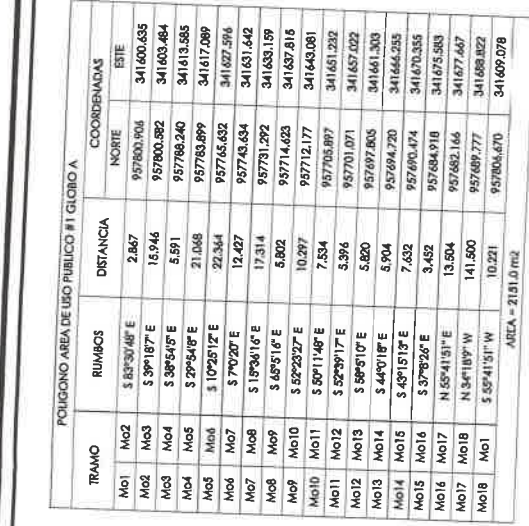 POLIGONO AREA DE USO PUBLICO #1 GLOBO A
TRAMO RUMBOS DISTANCIA COORDENADAS
NORTE ESTE
Mo1 Mo2 S 83°30'48" E 2.867 957800.906 341600.635
Mo2 Mo3 S 39°18'7" E 15.946 957800.582 341603.484
Mo3 Mo4 S 38°54'5" E 5.591 957788.240 341613.585
Mo4 Mo5 S 29°54'8" E 21.068 957783.899 341617.089
Mo5 Mo6 S 10°25'12" E 22.364 957765.632 341627.596
Mo6 Mo7 S 7°0'20" E 12.427 957743.634 341631.642
Mo7 Mo8 S 15°36'16" E 17.314 957731.292 341633.159
Mo8 Mo9 S 65°5'16" E 5.802 957714.623 341637.816
Mo9 Mo10 S 52°23'27" E 10.297 957712.177 341643.081
Mo10 Mo11 S 50°11'48" E 7.534 957705.897 341651.232
Mo11 Mo12 S 52°39'17" E 5.396 957701.071 341657.022
Mo12 Mo13 S 58°5'10" E 5.820 957697.805 341661.303
Mo13 Mo14 S 44°0'18" E 5.904 957694.720 341666.255
Mo14 Mo15 S 43°15'13" E 7.632 957690.474 341670.355
Mo15 Mo16 S 37°8'26" E 3.452 957684.918 341675.583
Mo16 Mo17 N 55°41'51" E 13.504 957682.166 341677.667
Mo17 Mo18 N 34°18'9" W 141.500 957689.777 341688.822
Mo18 Mo1 S 55°41'51" W 10.221 957806.670 341609.078
AREA = 2151.0 m2